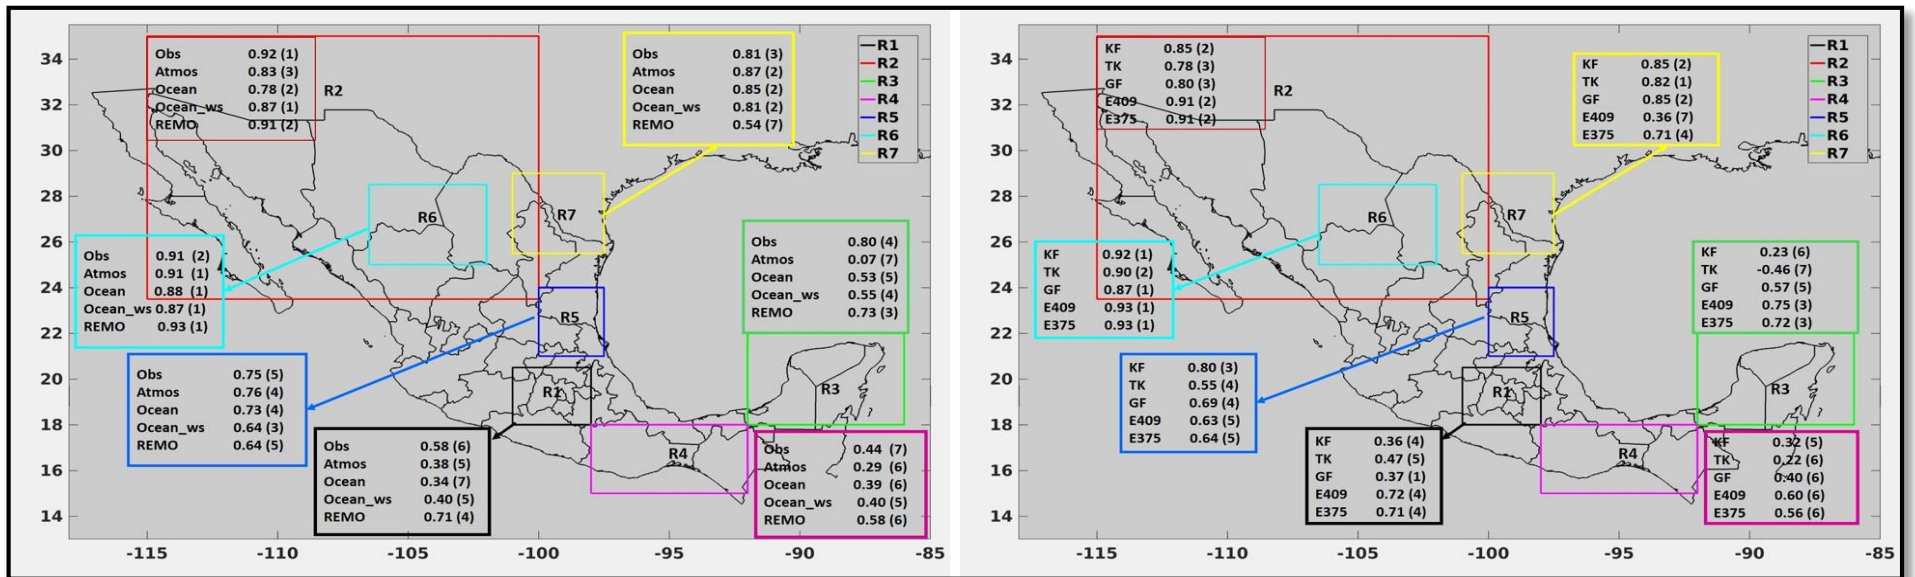 34
32
30
28
26
24
22
20
18
16
14
-115
-110
-105
-100
-95
-90
-85
Obs 0.92 (1)
Atmos 0.83 (3)
Ocean 0.78 (2)
Ocean_ws 0.87 (1)
REMO 0.91 (2)
R2
Obs 0.81 (3)
Atmos 0.87 (2)
Ocean 0.85 (2)
Ocean_ws 0.81 (2)
REMO 0.54 (7)
R1
R2
R3
R4
R5
R6
R7
R6
R7
Obs 0.91 (2)
Atmos 0.91 (1)
Ocean 0.88 (1)
Ocean_ws 0.87 (1)
REMO 0.93 (1)
Obs 0.80 (4)
Atmos 0.07 (7)
Ocean 0.53 (5)
Ocean_ws 0.55 (4)
REMO 0.73 (3)
R5
Obs 0.75 (5)
Atmos 0.76 (4)
Ocean 0.73 (4)
Ocean_ws 0.64 (3)
REMO 0.64 (5)
R1
R3
Obs 0.58 (6)
Atmos 0.38 (5)
Ocean 0.34 (7)
Ocean_ws 0.40 (5)
REMO 0.71 (4)
R4
Obs 0.44 (7)
Atmos 0.29 (6)
Ocean 0.39 (6)
Ocean_ws 0.40 (5)
REMO 0.58 (6)
34
32
30
28
26
24
22
20
18
16
14
-115
-110
-105
-100
-95
-90
-85
KF 0.85 (2)
TK 0.78 (3)
GF 0.80 (3)
E409 0.91 (2)
E375 0.91 (2)
R2
KF 0.85 (2)
TK 0.82 (1)
GF 0.85 (2)
E409 0.36 (7)
E375 0.71 (4)
R1
R2
R3
R4
R5
R6
R7
R6
R7
KF 0.92 (1)
TK 0.90 (2)
GF 0.87 (1)
E409 0.93 (1)
E375 0.93 (1)
KF 0.23 (6)
TK -0.46 (7)
GF 0.57 (5)
E409 0.75 (3)
E375 0.72 (3)
R5
KF 0.80 (3)
TK 0.55 (4)
GF 0.69 (4)
E409 0.63 (5)
E375 0.64 (5)
R1
R3
KF 0.36 (4)
TK 0.47 (5)
GF 0.37 (1)
E409 0.72 (4)
E375 0.71 (4)
R4
KF 0.32 (5)
TK 0.22 (6)
GF 0.40 (6)
E409 0.60 (6)
E375 0.56 (6)